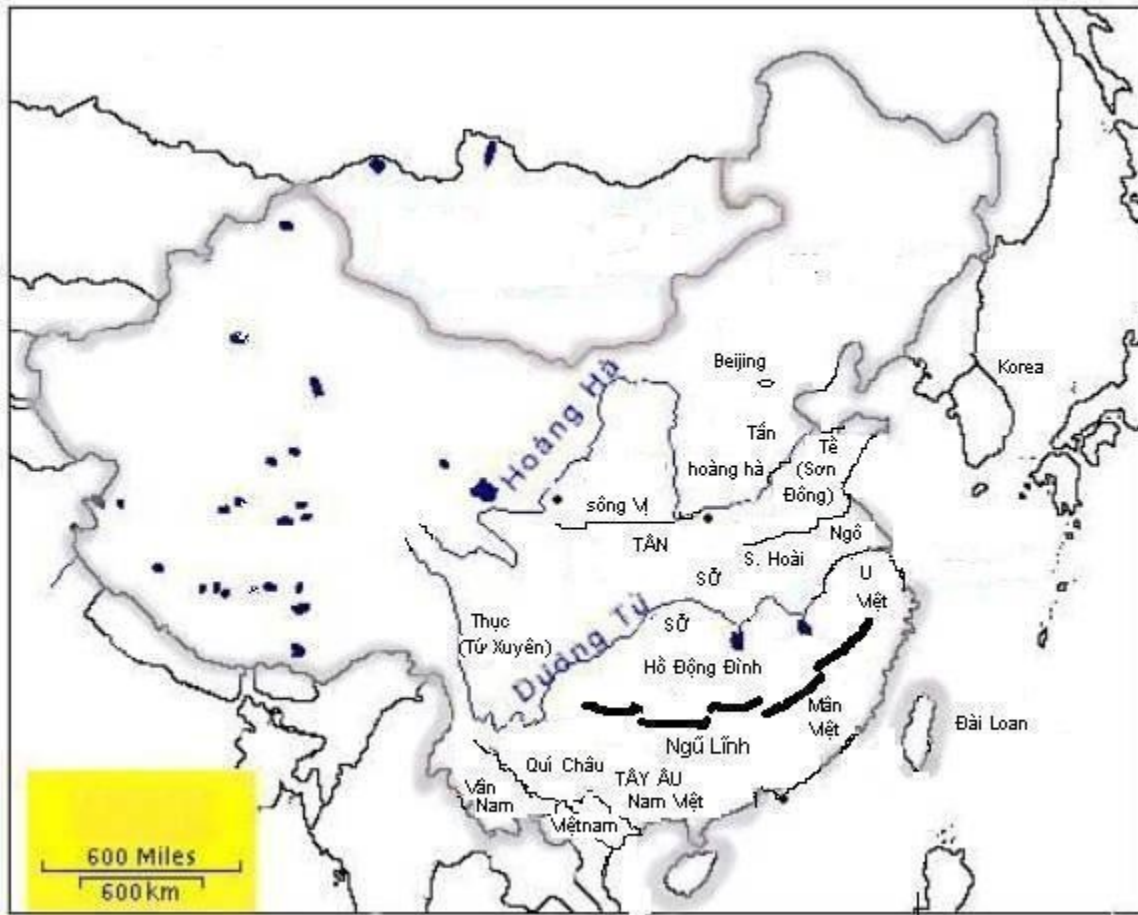 Beijing
Korea
Hoàng Hà
Tấn
Tề
(Sơn
Đông)
hoàng hà
sông Vị
TẦN
Ngô
S. Hoài
SỞ
U
Việt
Thục
(Tứ Xuyên)
SỞ
Dương Tử
Hồ Động Đình
Mân
Việt
Đài Loan
Ngũ Lĩnh
Quí Châu
TÂY ÂU
Nam Việt
Vân
Nam
Việtnam
600 Miles
600 km